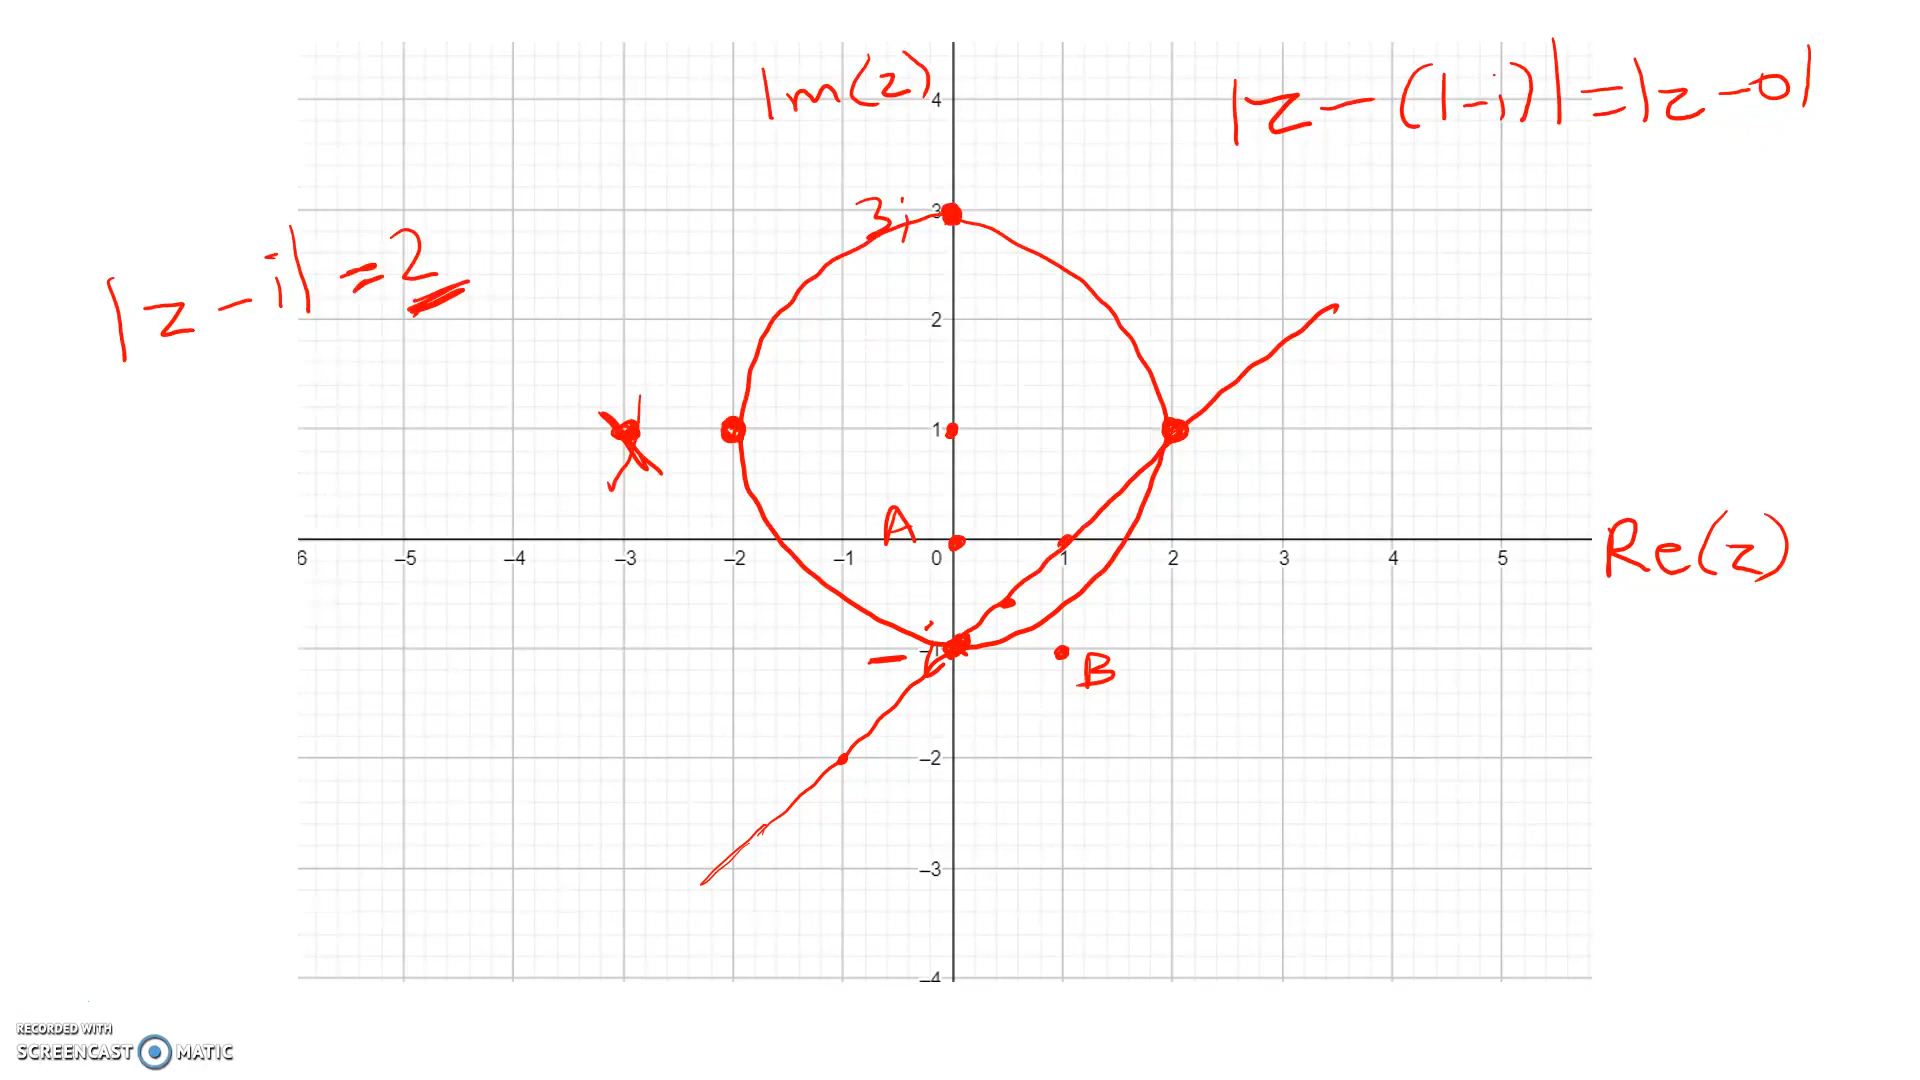 Im(z)
|z-(1-i)|=|z-0|
4
3i
3
|z-i|=2
2
1
A
6 -5 -4 -3 -2 -1 0 1 2 3 4 5
Re(z)
-i
-1
B
-2
-3
-4
RECORDED WITH
SCREENCAST MATIC